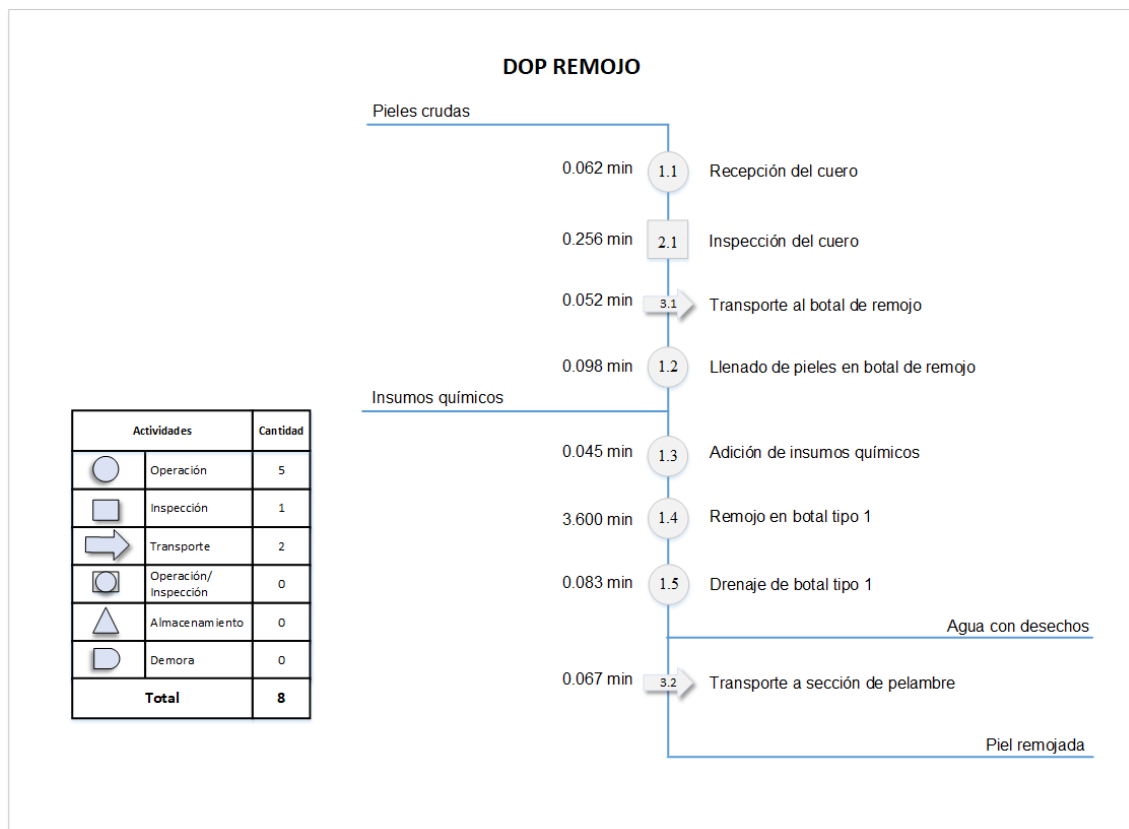 DOP REMOJO
Pieles crudas
0.062 min 1.1 Recepción del cuero
0.256 min 2.1 Inspección del cuero
0.052 min 3.1 Transporte al botal de remojo
0.098 min 1.2 Llenado de pieles en botal de remojo
Insumos químicos
0.045 min 1.3 Adición de insumos químicos
3.600 min 1.4 Remojo en botal tipo 1
0.083 min 1.5 Drenaje de botal tipo 1
Agua con desechos
0.067 min 3.2 Transporte a sección de pelambre
Piel remojada
Actividades Cantidad
Operación 5
Inspección 1
Transporte 2
Operación/
Inspección 0
Almacenamiento 0
Demora 0
Total 8